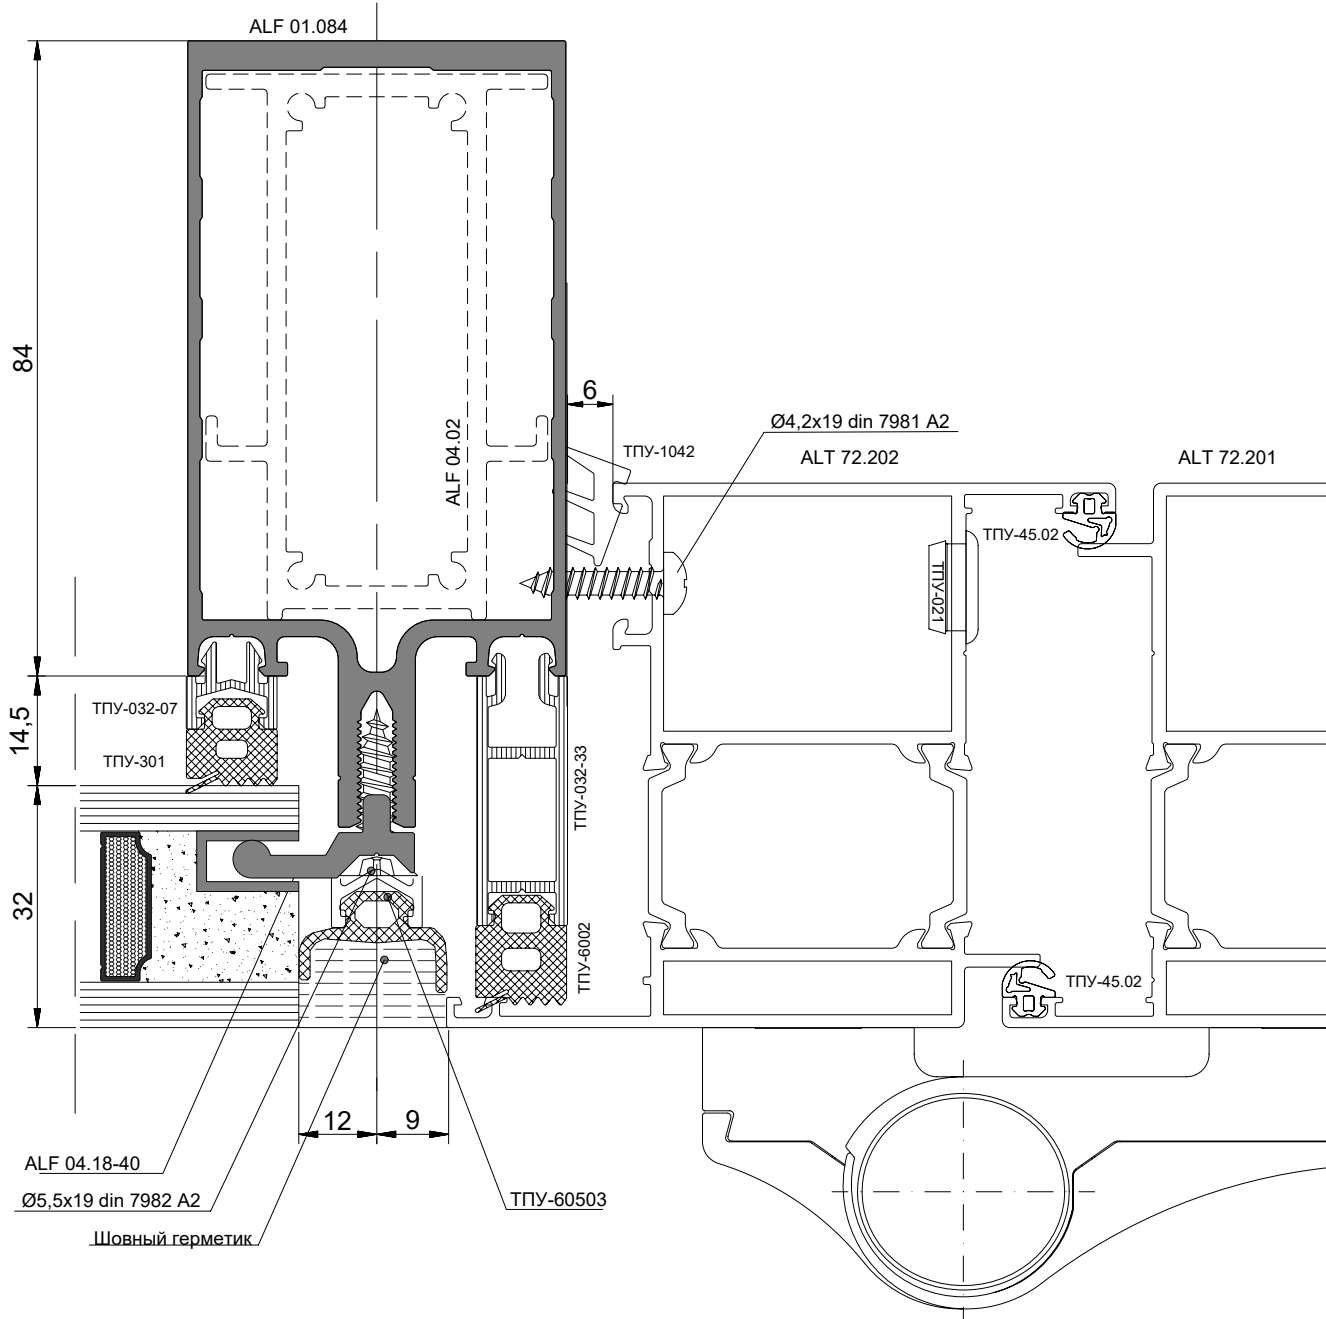 ALF 01.084
84
6
Ø4,2x19 din 7981 A2
ТПУ-1042
ALT 72.202
ALT 72.201
ALF 04.02
ТПУ-45.02
ТПУ-021
ТПУ-032-07
14,5
ТПУ-301
ТПУ-032-33
32
ТПУ-6002
ТПУ-45.02
12
9
ALF 04.18-40
Ø5,5x19 din 7982 A2
ТПУ-60503
Шовный герметик